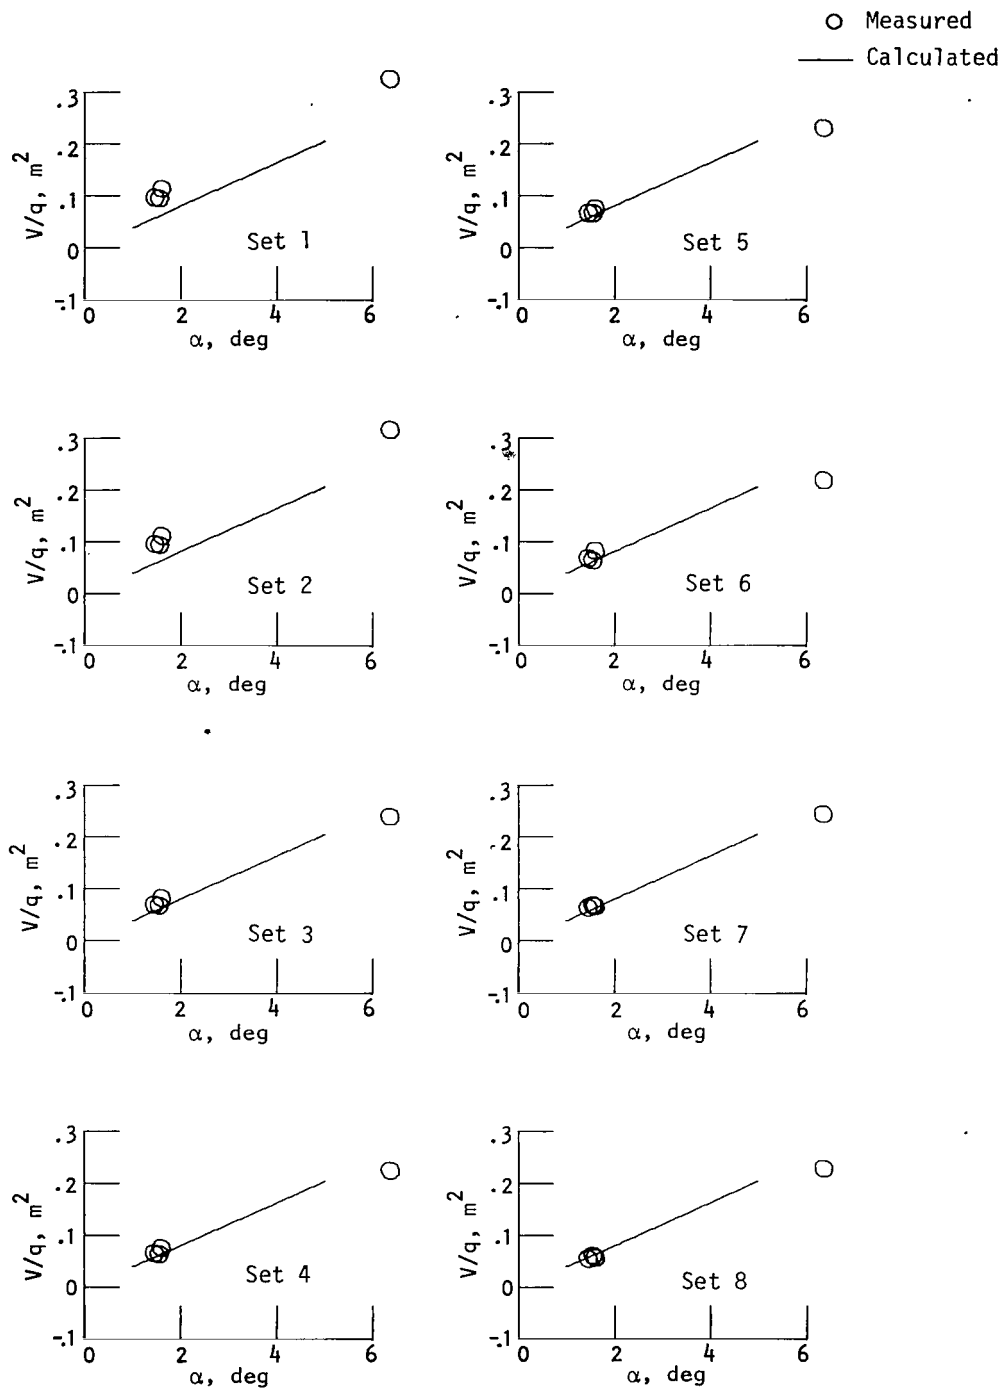 Measured
Calculated
.3
.2
.1
0
-.1
V/q, m²
Set 1
0 2 4 6
α, deg
.3
.2
.1
0
-.1
V/q, m²
Set 5
0 2 4 6
α, deg
.3
.2
.1
0
-.1
V/q, m²
Set 2
0 2 4 6
α, deg
.3
.2
.1
0
-.1
V/q, m²
Set 6
0 2 4 6
α, deg
.3
.2
.1
0
-.1
V/q, m²
Set 3
0 2 4 6
α, deg
.3
.2
.1
0
-.1
V/q, m²
Set 7
0 2 4 6
α, deg
.3
.2
.1
0
-.1
V/q, m²
Set 4
0 2 4 6
α, deg
.3
.2
.1
0
-.1
V/q, m²
Set 8
0 2 4 6
α, deg